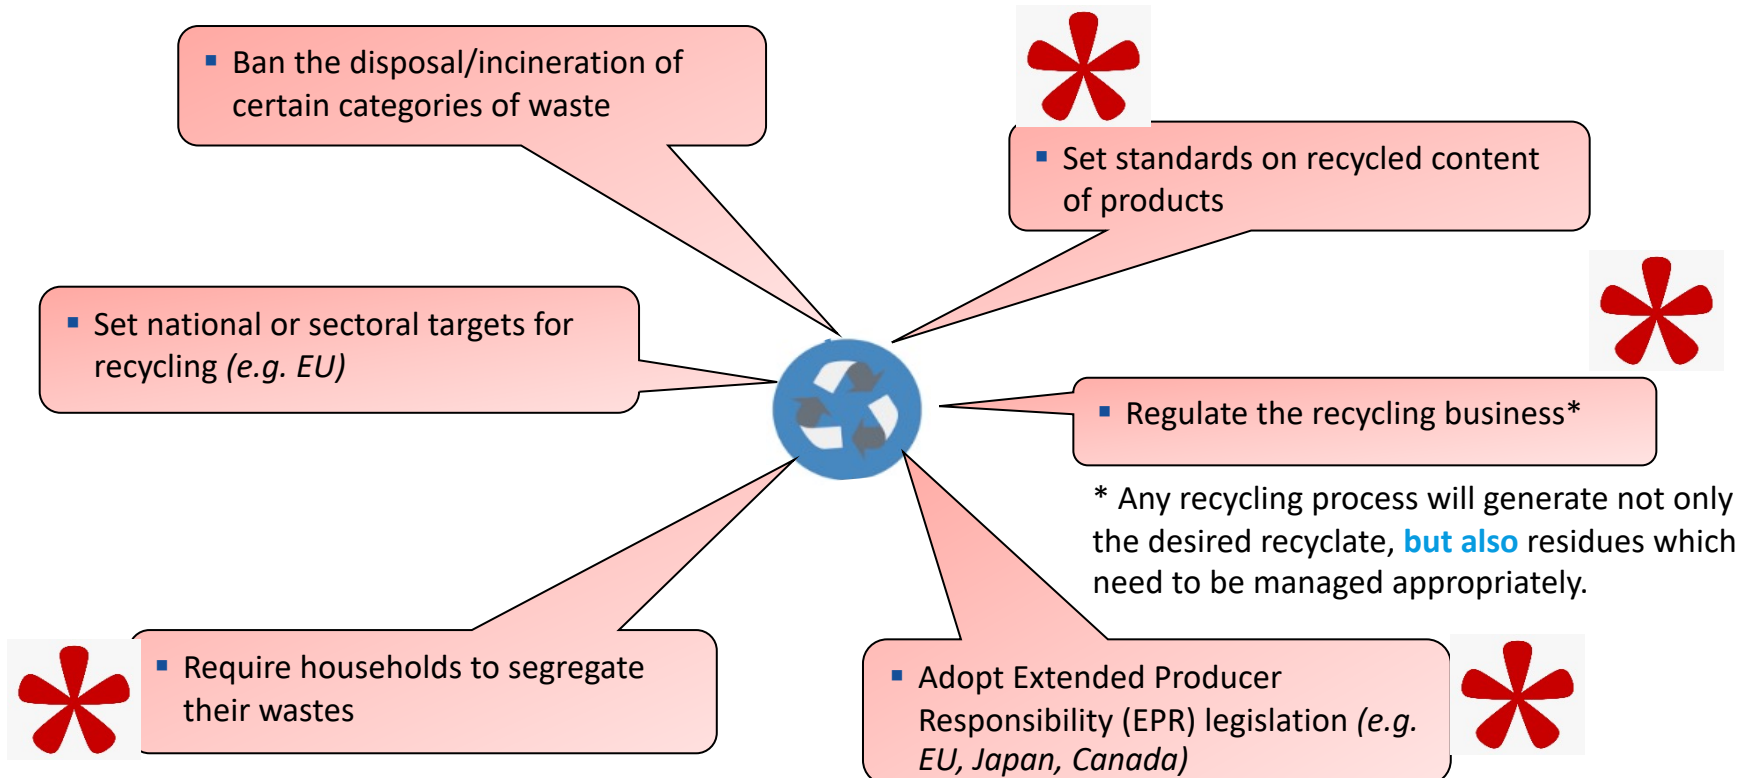 ▪ Ban the disposal/incineration of
certain categories of waste
▪ Set standards on recycled content
of products
▪ Set national or sectoral targets for
recycling (e.g. EU)
▪ Regulate the recycling business*
* Any recycling process will generate not only
the desired recyclate, but also residues which
need to be managed appropriately.
▪ Require households to segregate
their wastes
▪ Adopt Extended Producer
Responsibility (EPR) legislation (e.g.
EU, Japan, Canada)